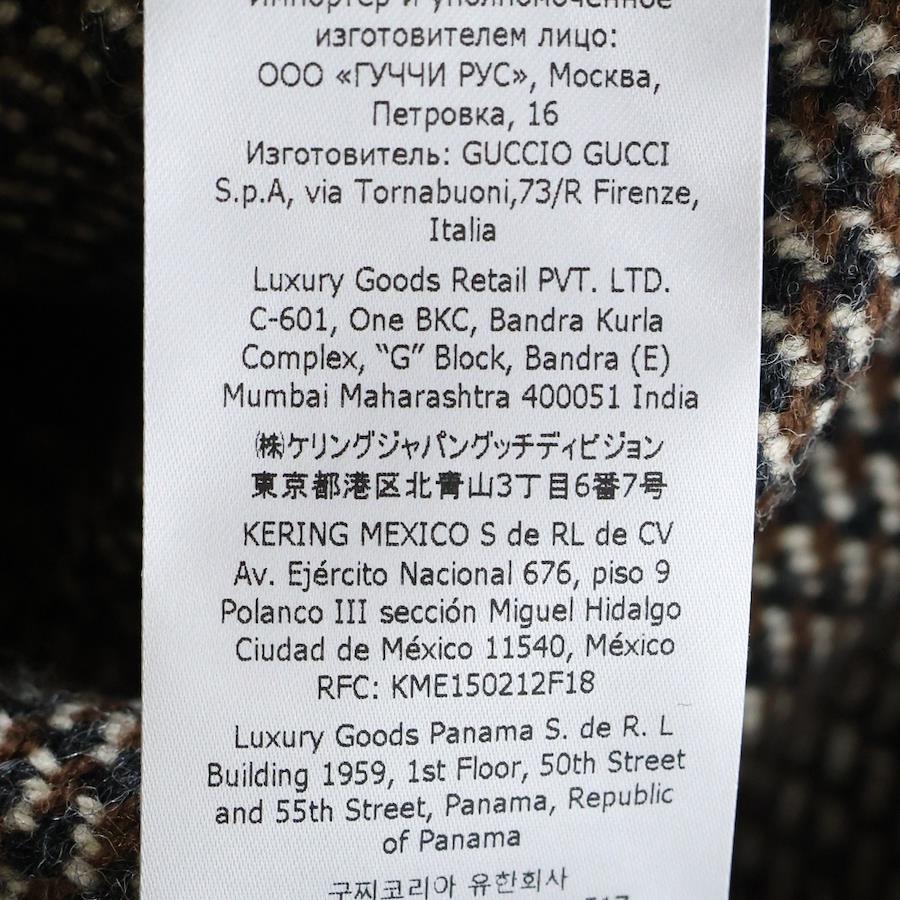 Импортер и уполномоченное
изготовителем лицо:
ООО «ГУЧЧИ РУС», Москва,
Петровка, 16
Изготовитель: GUCCIO GUCCI
S.p.A, via Tornabuoni,73/R Firenze,
Italia
Luxury Goods Retail PVT. LTD.
C-601, One BKC, Bandra Kurla
Complex, “G” Block, Bandra (E)
Mumbai Maharashtra 400051 India
㈱ケリングジャパングッチディビジョン
東京都港区北青山3丁目6番7号
KERING MEXICO S de RL de CV
Av. Ejército Nacional 676, piso 9
Polanco III sección Miguel Hidalgo
Ciudad de México 11540, México
RFC: KME150212F18
Luxury Goods Panama S. de R. L
Building 1959, 1st Floor, 50th Street
and 55th Street, Panama, Republic
of Panama
구찌코리아 유한회사